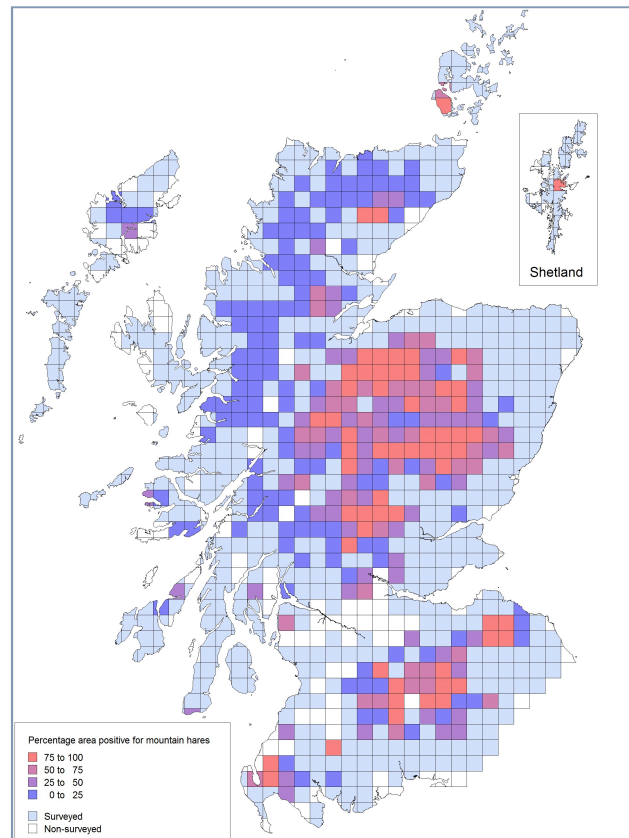 Shetland
Percentage area positive for mountain hares
75 to 100
50 to 75
25 to 50
0 to 25
Surveyed
Non-surveyed